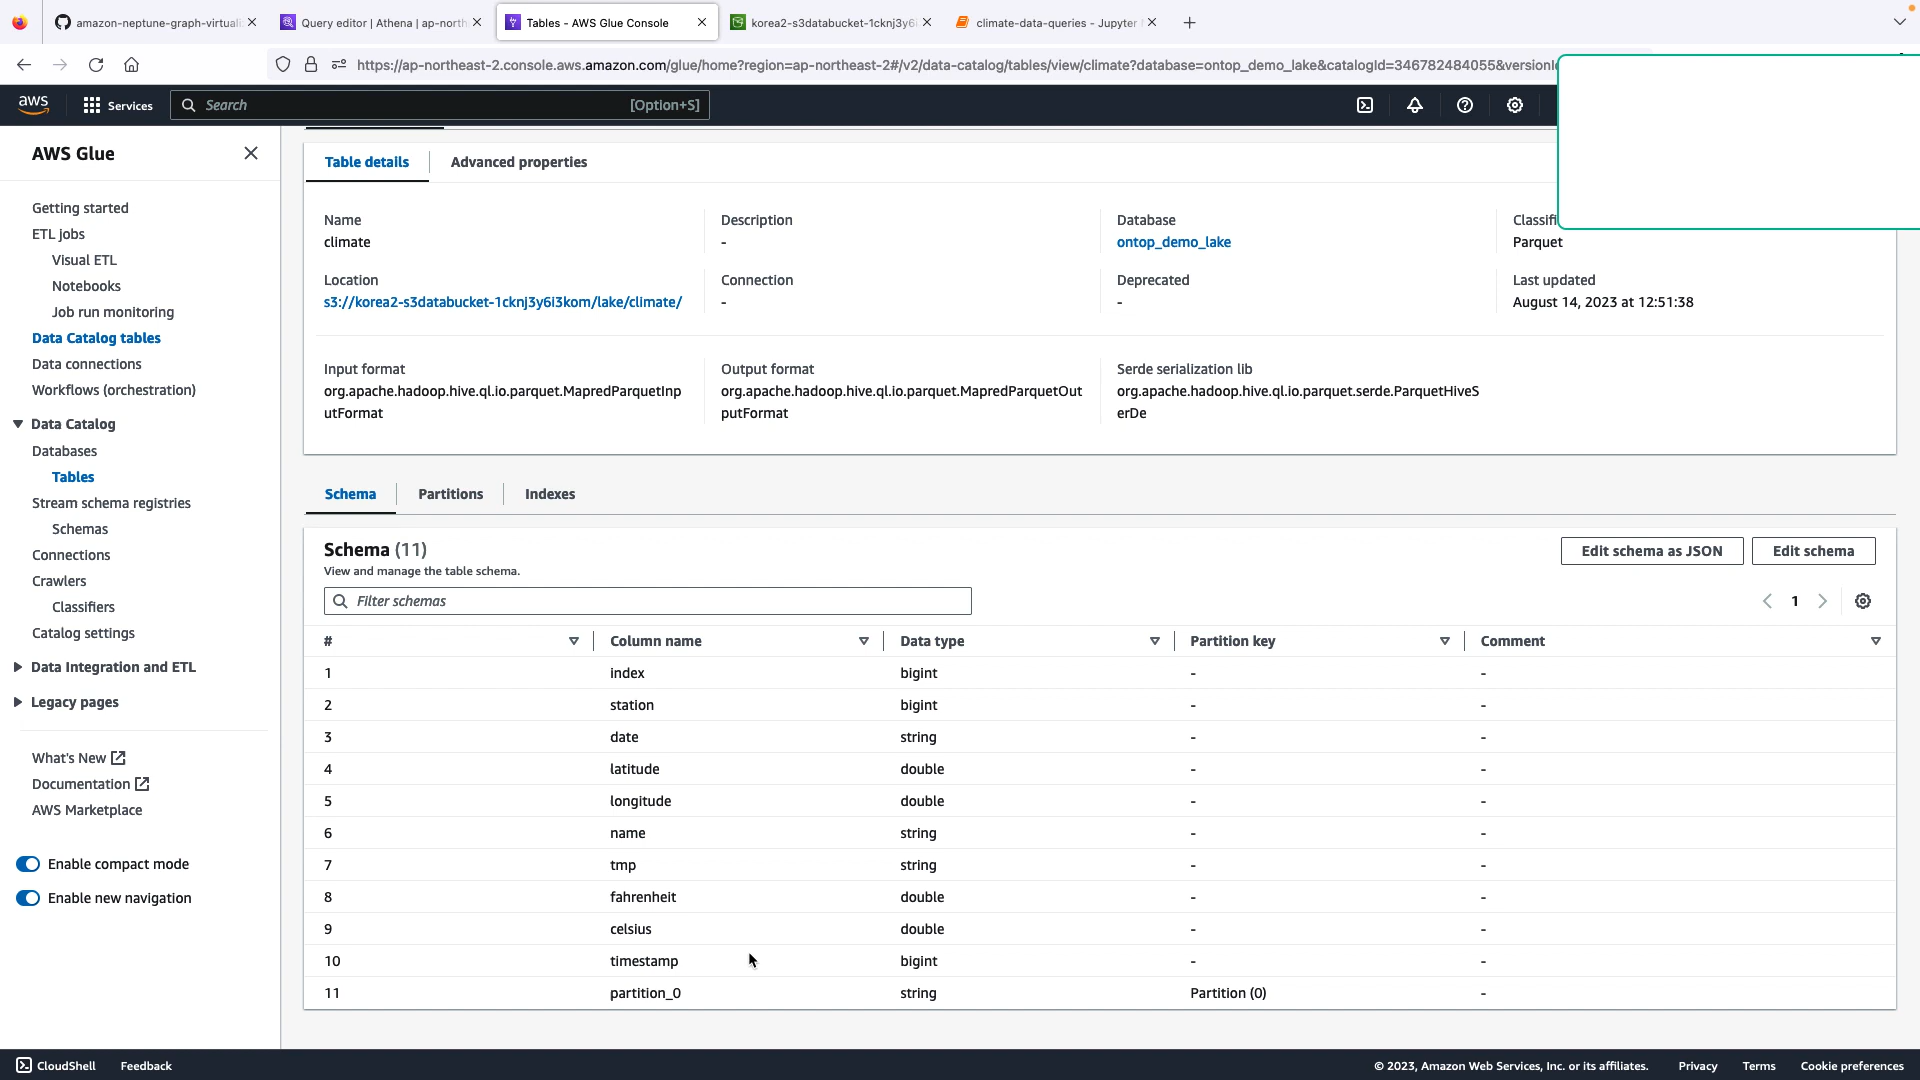 amazon-neptune-graph-virtuali
Query editor | Athena | ap-north
Tables - AWS Glue Console
korea2-s3databucket-1cknj3y6i
climate-data-queries - Jupyter
https://ap-northeast-2.console.aws.amazon.com/glue/home?region=ap-northeast-2#/v2/data-catalog/tables/view/climate?database=ontop_demo_lake&catalogId=346782484055&versionId
aws
Services
Search
[Option+S]
AWS Glue
Getting started
ETL jobs
Visual ETL
Notebooks
Job run monitoring
Data Catalog tables
Data connections
Workflows (orchestration)
Data Catalog
Databases
Tables
Stream schema registries
Schemas
Connections
Crawlers
Classifiers
Catalog settings
Data Integration and ETL
Legacy pages
What's New
Documentation
AWS Marketplace
Enable compact mode
Enable new navigation
Table details
Advanced properties
Name
climate
Description
-
Database
ontop_demo_lake
Classifi
Parquet
Location
s3://korea2-s3databucket-1cknj3y6i3kom/lake/climate/
Connection
-
Deprecated
-
Last updated
August 14, 2023 at 12:51:38
Input format
org.apache.hadoop.hive.ql.io.parquet.MapredParquetInp
utFormat
Output format
org.apache.hadoop.hive.ql.io.parquet.MapredParquetOut
putFormat
Serde serialization lib
org.apache.hadoop.hive.ql.io.parquet.serde.ParquetHiveS
erDe
Schema
Partitions
Indexes
Schema (11)
View and manage the table schema.
Edit schema as JSON
Edit schema
Filter schemas
1
# Column name Data type Partition key Comment
1 index bigint - -
2 station bigint - -
3 date string - -
4 latitude double - -
5 longitude double - -
6 name string - -
7 tmp string - -
8 fahrenheit double - -
9 celsius double - -
10 timestamp bigint - -
11 partition_0 string Partition (0) -
CloudShell
Feedback
© 2023, Amazon Web Services, Inc. or its affiliates.
Privacy
Terms
Cookie preferences